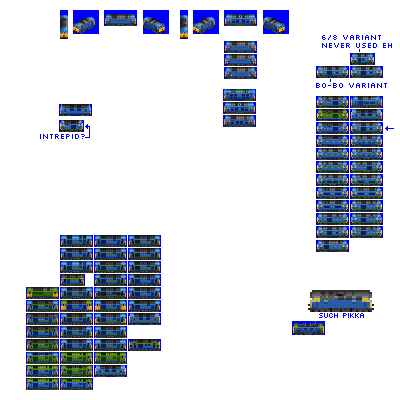 6/8 VARIANT
NEVER USED EH
BO-BO VARIANT
INTREPID?
SUCH PIKKA